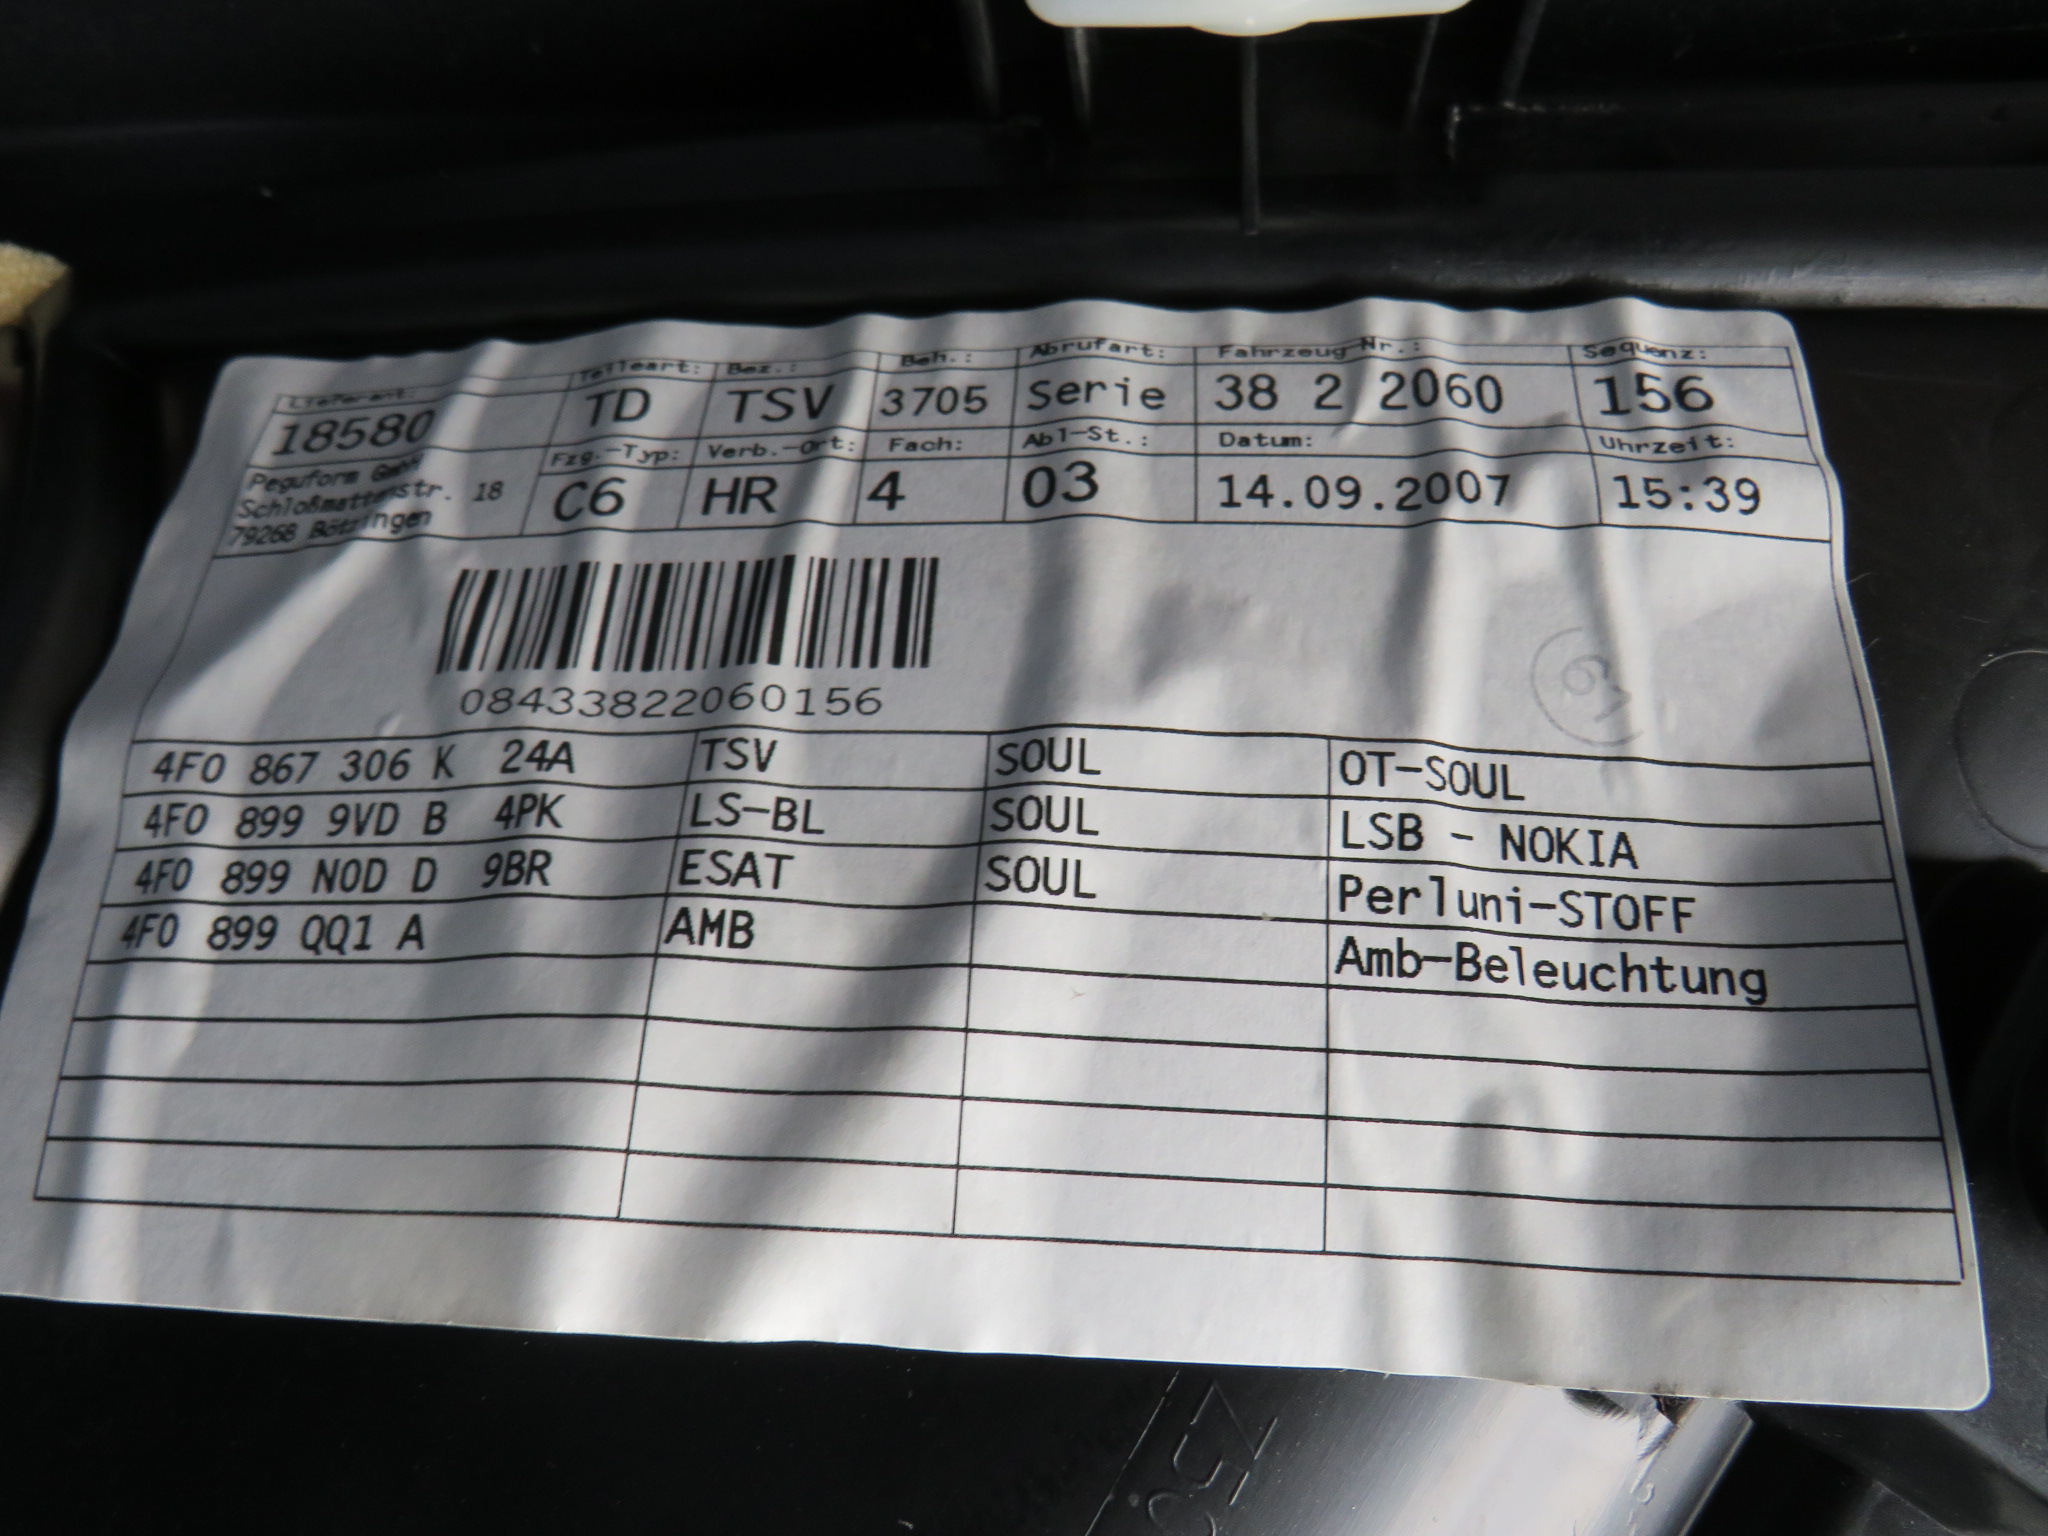 Lieferant: Teileart: Bez.: Beh.: Abrufart: Fahrzeug Nr.: Sequenz:
18580 TD TSV 3705 Serie 38 2 2060 156
Peguform GmbH Fzg.-Typ: Verb.-Ort: Fach: Abl-St.: Datum: Uhrzeit:
Schloßmattenstr. 18 C6 HR 4 03 14.09.2007 15:39
79268 Bötzingen
08433822060156
4F0 867 306 K 24A TSV SOUL OT-SOUL
4F0 899 9VD B 4PK LS-BL SOUL LSB - NOKIA
4F0 899 N0D D 9BR ESAT SOUL Perluni-STOFF
4F0 899 QQ1 A AMB Amb-Beleuchtung